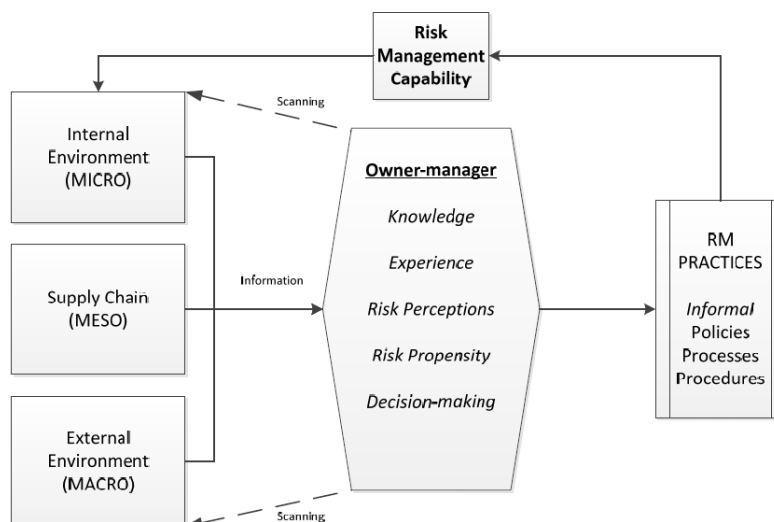 Risk
Management
Capability
Scanning
Internal
Environment
(MICRO)
Owner-manager
Knowledge
Experience
Risk Perceptions
Risk Propensity
Decision-making
RM
PRACTICES
Informal
Policies
Processes
Procedures
Information
Supply Chain
(MESO)
External
Environment
(MACRO)
Scanning